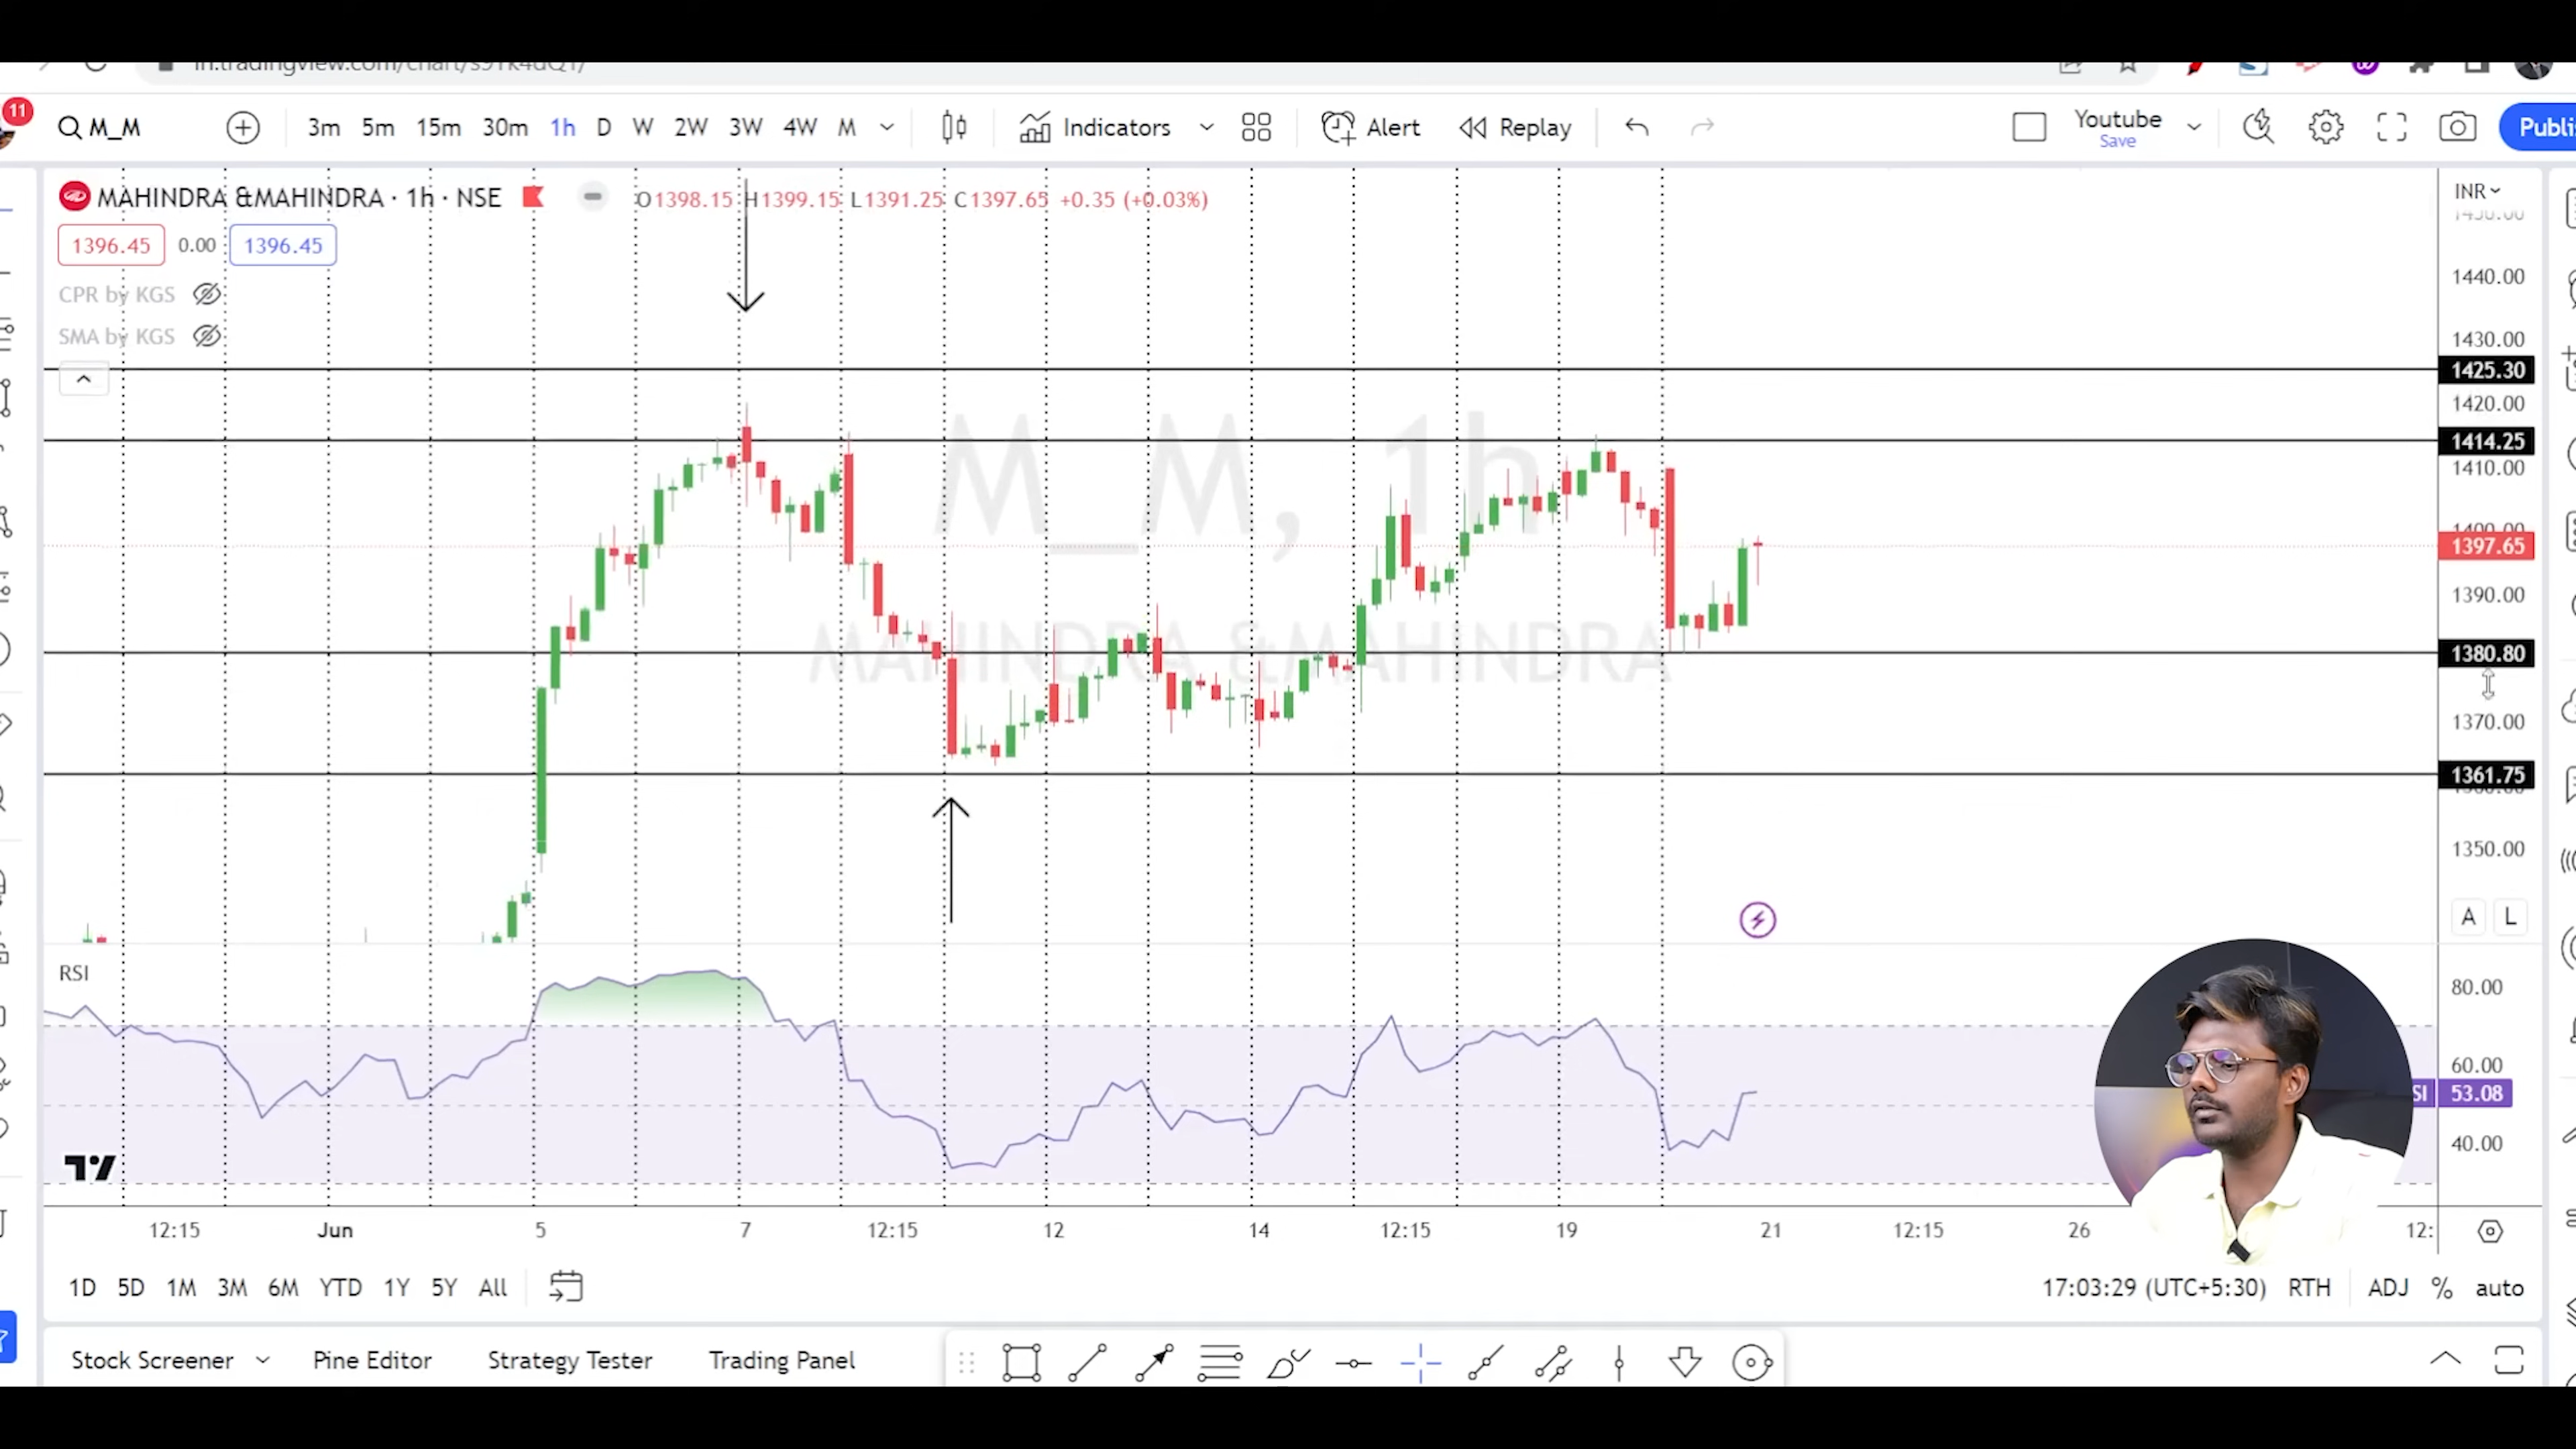 in.tradingview.com/chart/s9YR4dQ1/
11
M_M
3m 5m 15m 30m 1h D W 2W 3W 4W M
Indicators
Alert
Replay
Youtube
Save
MAHINDRA &MAHINDRA · 1h · NSE
O1398.15 H1399.15 L1391.25 C1397.65 +0.35 (+0.03%)
INR
1396.45 0.00 1396.45
CPR by KGS
SMA by KGS
M_M, 1h
MAHINDRA &MAHINDRA
1450.00
1440.00
1430.00
1425.30
1420.00
1414.25
1410.00
1400.00
1397.65
1390.00
1380.80
1370.00
1361.75
1360.00
1350.00
A L
RSI
80.00
60.00
53.08
40.00
12:15 Jun 5 7 12:15 12 14 12:15 19 21 12:15 26
1D 5D 1M 3M 6M YTD 1Y 5Y All
17:03:29 (UTC+5:30) RTH ADJ % auto
Stock Screener Pine Editor Strategy Tester Trading Panel